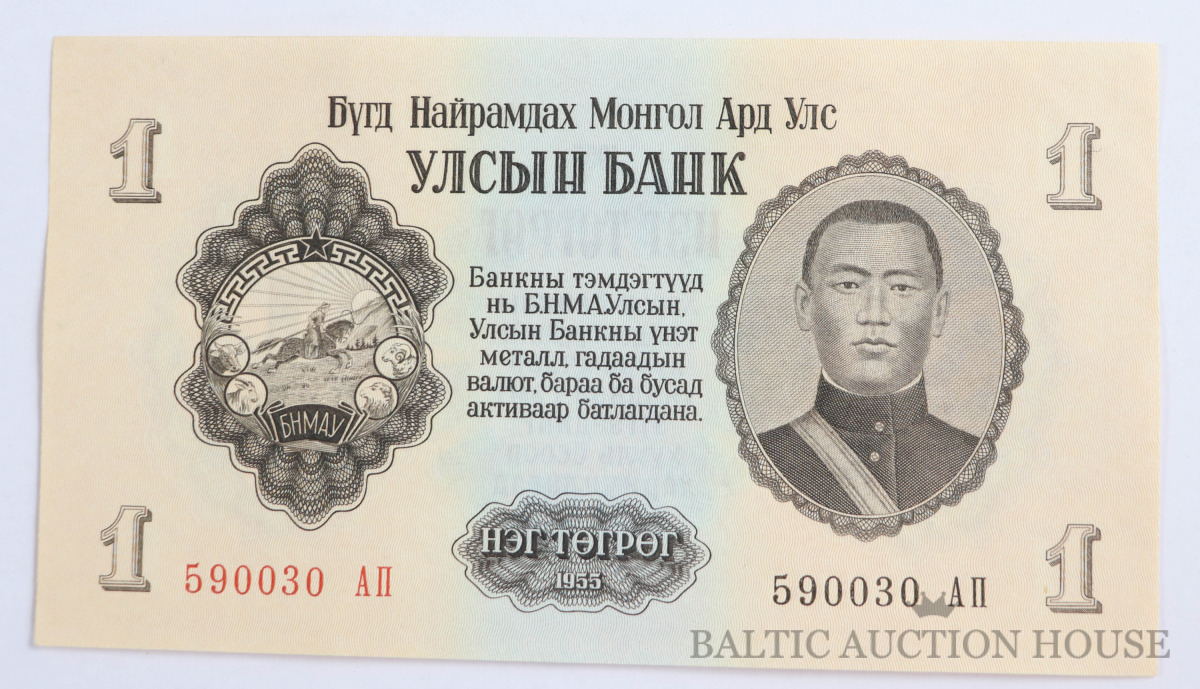 Бүгд Найрамдах Монгол Ард Улс
1
1
УЛСЫН БАНК
Банкны тэмдэгтүүд
нь Б.Н.М.А.Улсын,
Улсын Банкны үнэт
металл, гадаадын
валют, бараа ба бусад
активаар батлагдана.
БНМАУ
1
НЭГ ТӨГРӨГ
1955
1
590030 АП
590030 АП
BALTIC AUCTION HOUSE